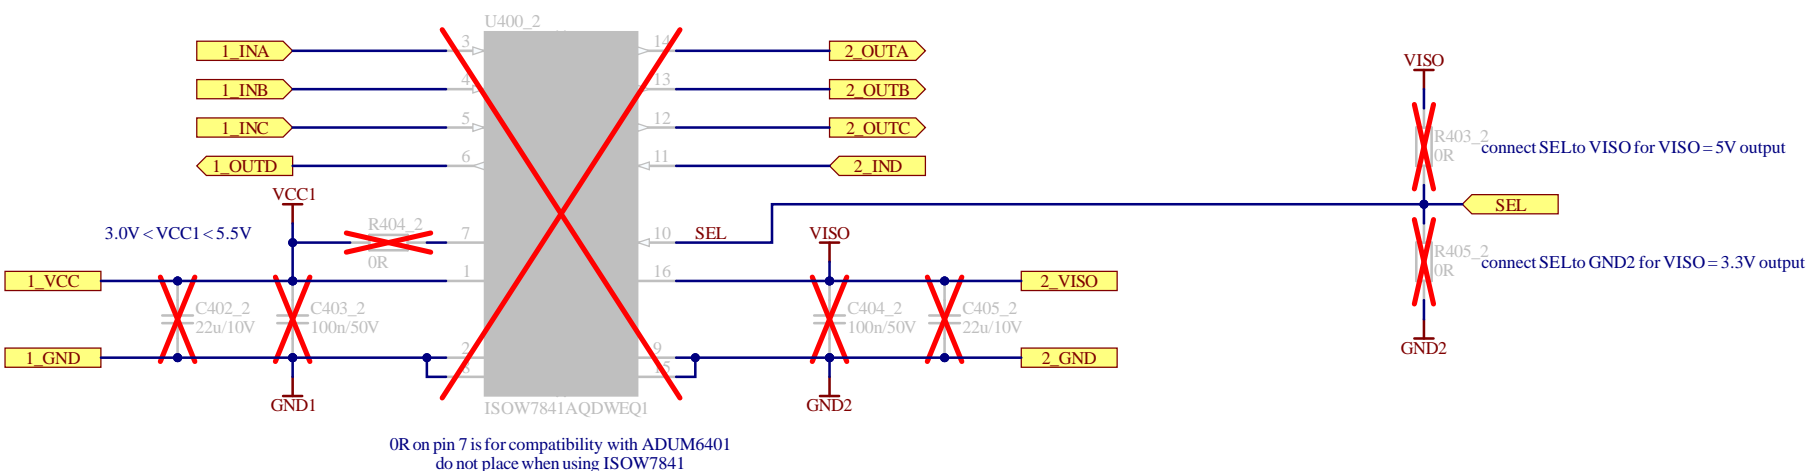 U400_2
1_INA
3
14
2_OUTA
VISO
1_INB
4
13
2_OUTB
1_INC
5
12
2_OUTC
R403_2
0R
connect SEL to VISO for VISO = 5V output
1_OUTD
6
11
2_IND
VCC1
SEL
3.0V < VCC1 < 5.5V
R404_2
0R
7
10
SEL
VISO
R405_2
0R
connect SEL to GND2 for VISO = 3.3V output
1_VCC
1
16
2_VISO
C402_2
22u/10V
C403_2
100n/50V
C404_2
100n/50V
C405_2
22u/10V
1_GND
2
9
2_GND
GND2
8
15
GND1
ISOW7841AQDWEQ1
GND2
0R on pin 7 is for compatibility with ADUM6401
do not place when using ISOW7841